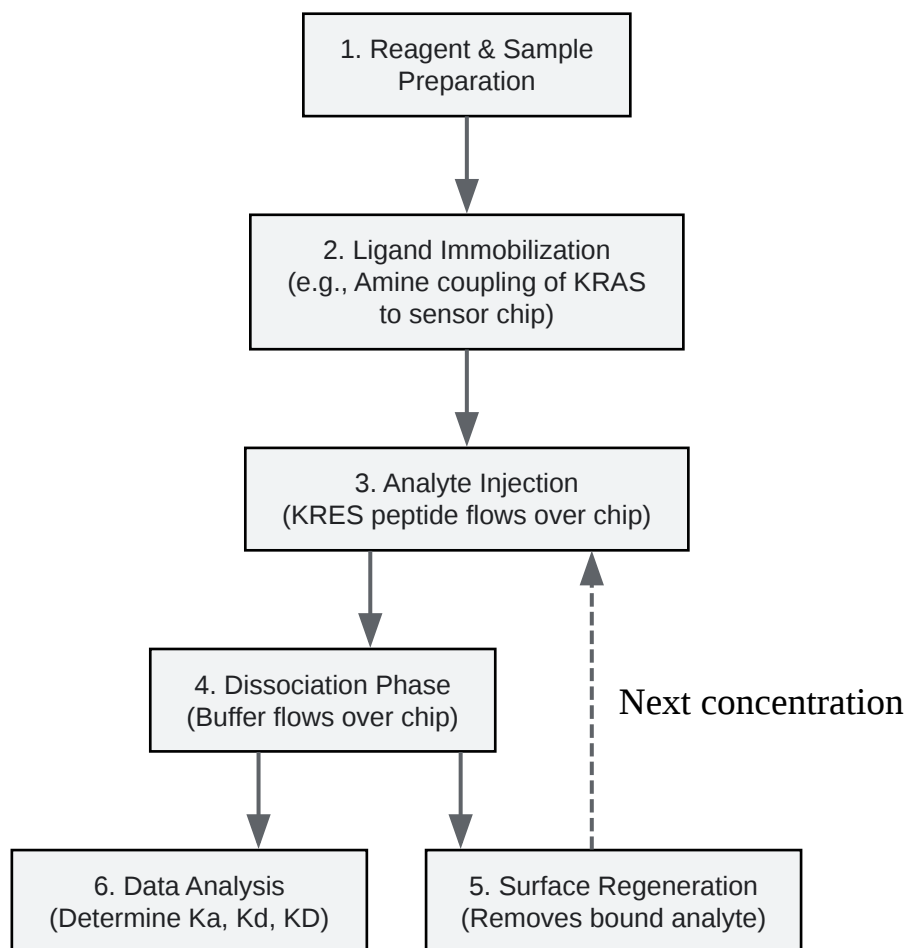 1. Reagent & Sample
Preparation
2. Ligand Immobilization
(e.g., Amine coupling of KRAS
to sensor chip)
3. Analyte Injection
(KRES peptide flows over chip)
4. Dissociation Phase
(Buffer flows over chip)
Next concentration
6. Data Analysis
(Determine Ka, Kd, KD)
5. Surface Regeneration
(Removes bound analyte)